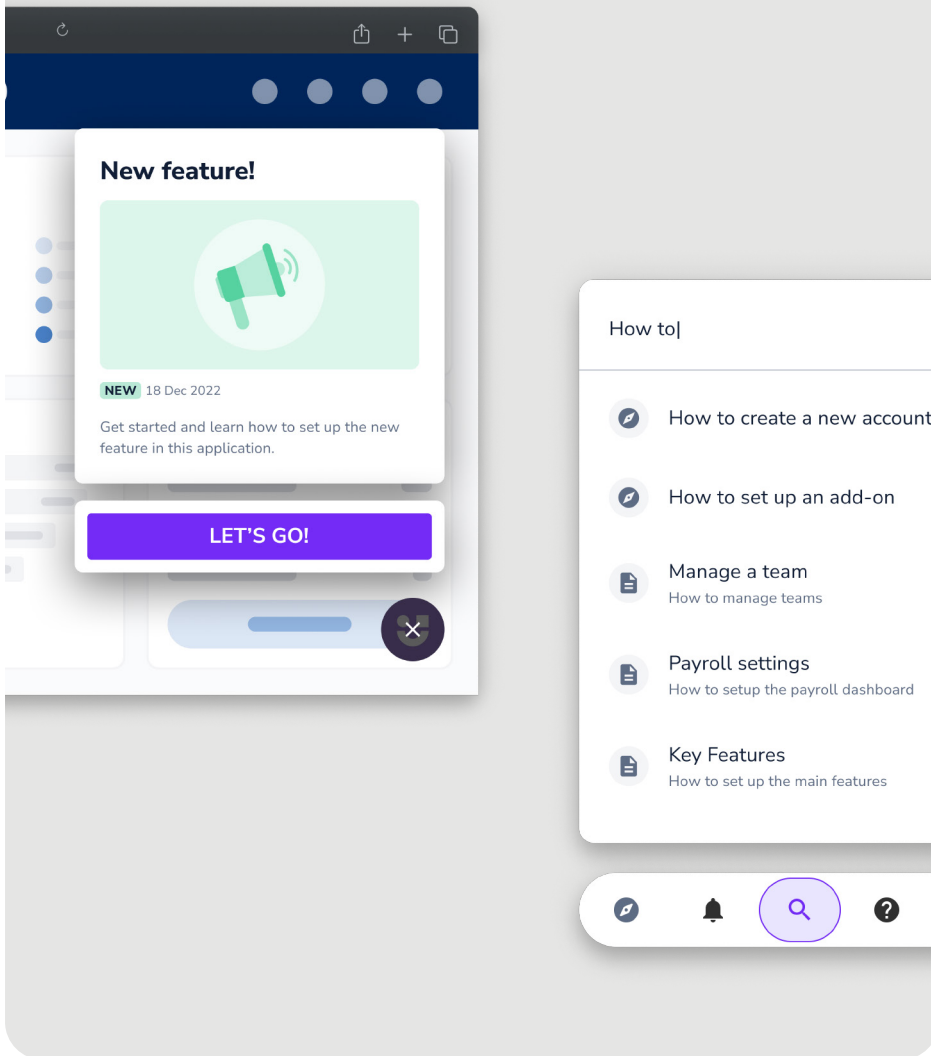 New feature!
NEW 18 Dec 2022
Get started and learn how to set up the new
feature in this application.
LET’S GO!
How to
How to create a new account
How to set up an add-on
Manage a team
How to manage teams
Payroll settings
How to setup the payroll dashboard
Key Features
How to set up the main features